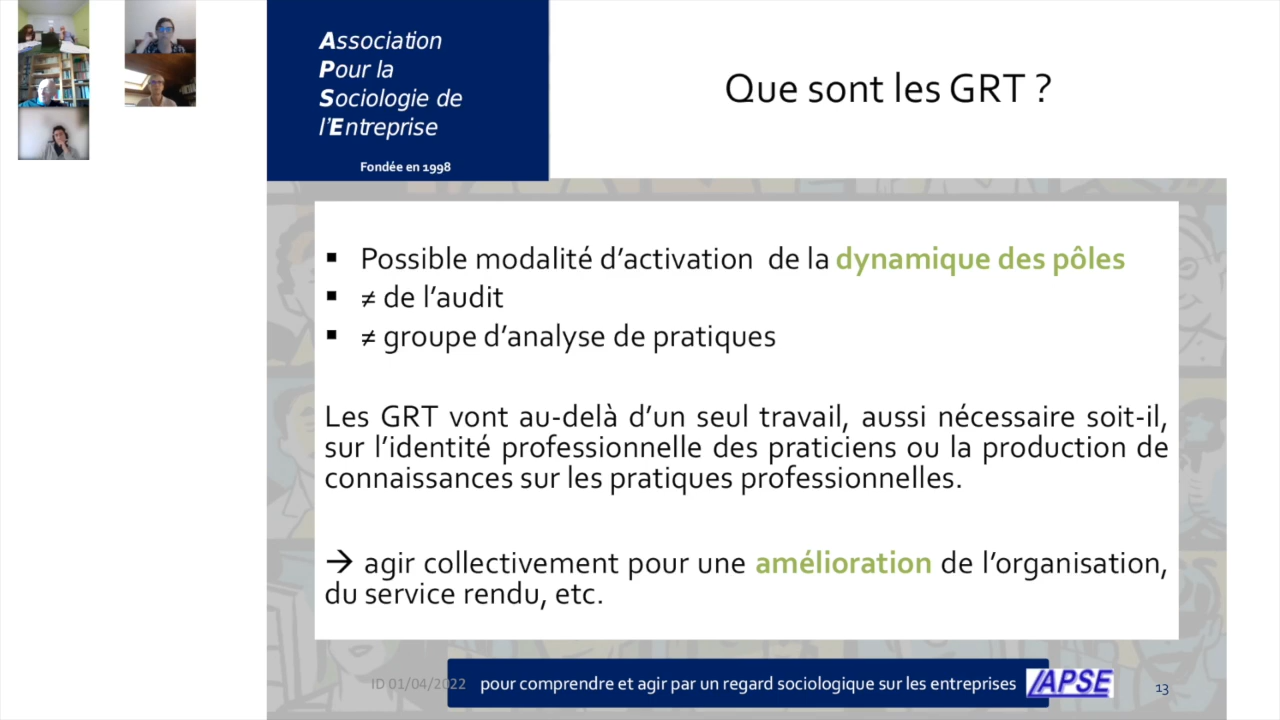 Association
Pour la
Sociologie de
l'Entreprise
Fondée en 1998
Que sont les GRT ?
▪ Possible modalité d'activation de la dynamique des pôles
▪ ≠ de l'audit
▪ ≠ groupe d'analyse de pratiques
Les GRT vont au-delà d'un seul travail, aussi nécessaire soit-il,
sur l'identité professionnelle des praticiens ou la production de
connaissances sur les pratiques professionnelles.
→ agir collectivement pour une amélioration de l'organisation,
du service rendu, etc.
ID 01/04/2022
pour comprendre et agir par un regard sociologique sur les entreprises
APSE
13